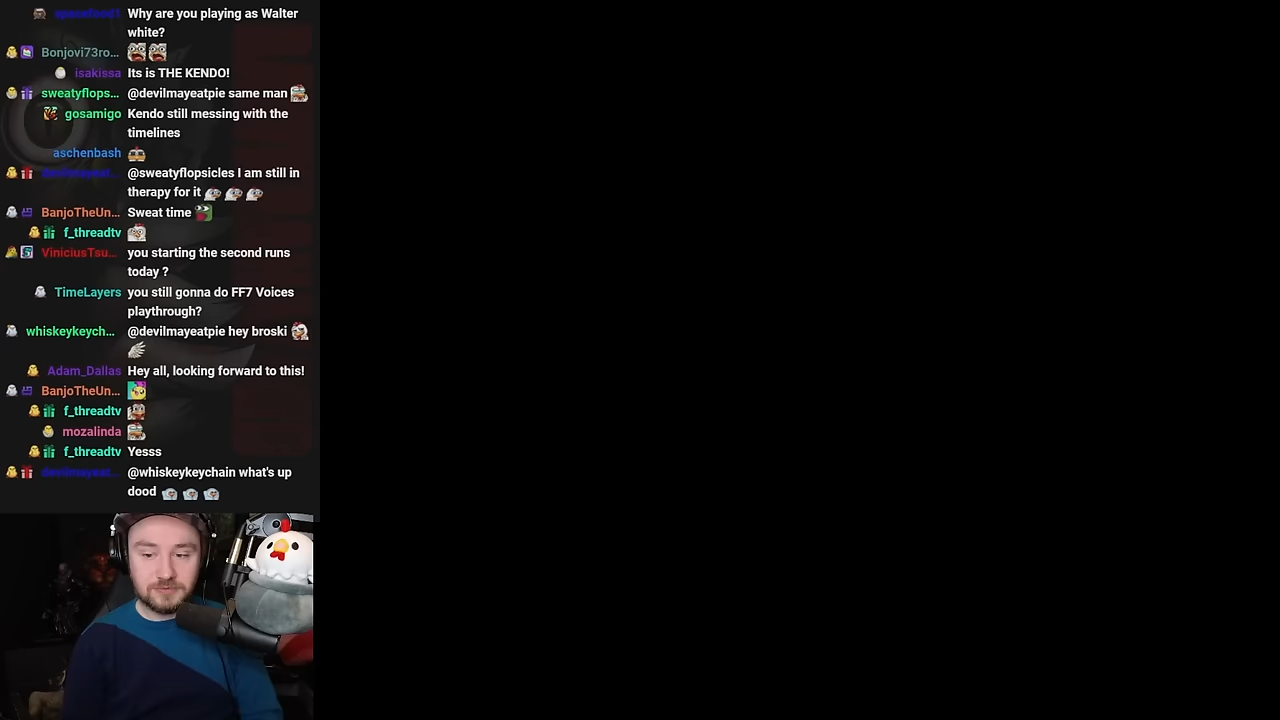 Why are you playing as Walter
white?
Bonjovi73ro...
isakissa Its is THE KENDO!
sweatyflops... @devilmayeatpie same man
gosamigo Kendo still messing with the
timelines
aschenbash
devilmayeat... @sweatyflopsicles I am still in
therapy for it
BanjoTheUn... Sweat time
f_threadtv
ViniciusTsu... you starting the second runs
today ?
TimeLayers you still gonna do FF7 Voices
playthrough?
whiskeykeych... @devilmayeatpie hey broski
Adam_Dallas Hey all, looking forward to this!
BanjoTheUn...
f_threadtv
mozalinda
f_threadtv Yesss
devilmayeat... @whiskeykeychain what's up
dood